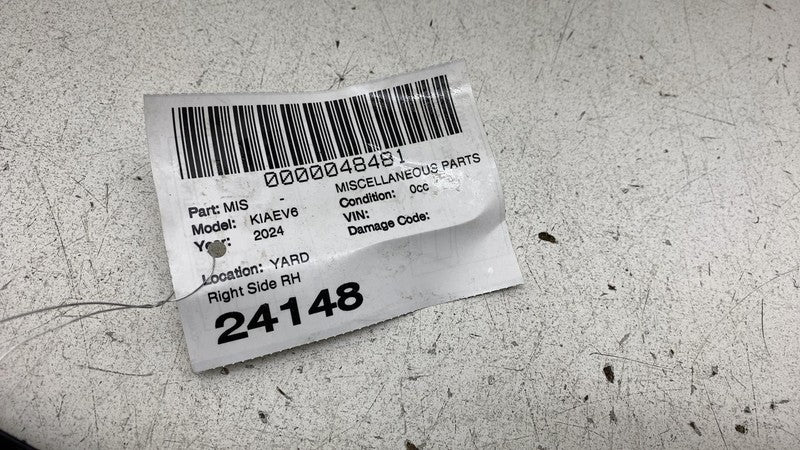 0000048481
Part: MIS - MISCELLANEOUS PARTS
Model: KIAEV6 Condition: 0cc
Year: 2024 VIN:
Damage Code:
Location: YARD
Right Side RH
24148